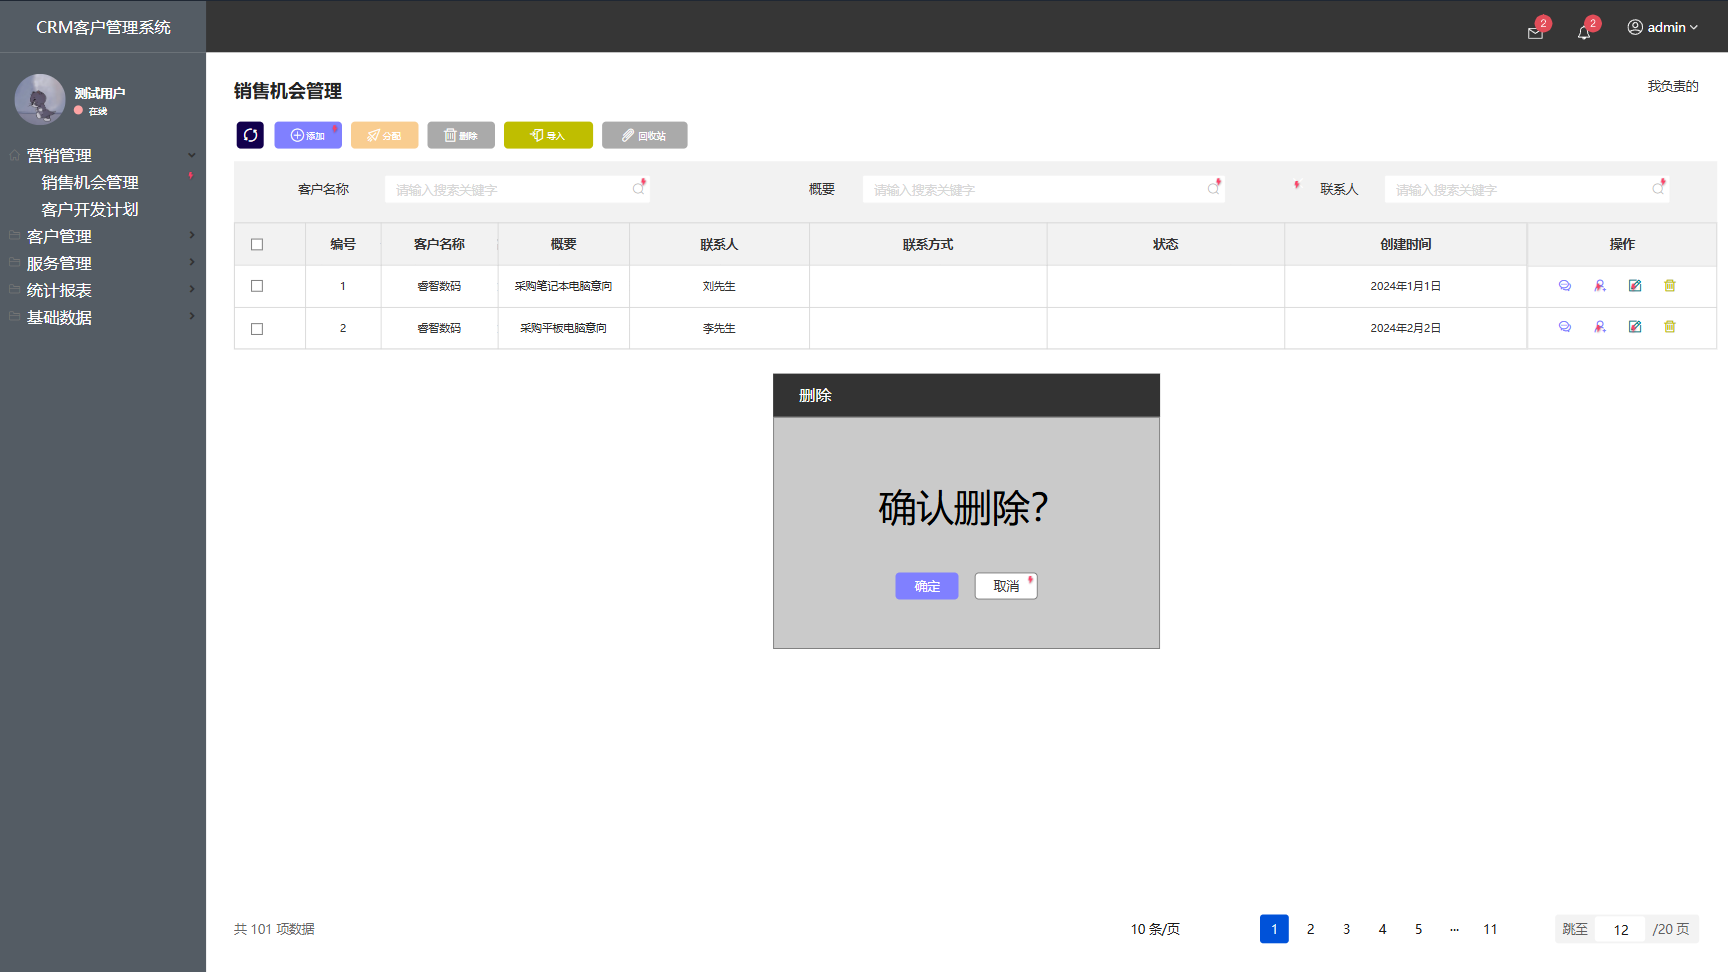 CRM客户管理系统
2
2
admin
测试用户
在线
营销管理
销售机会管理
客户开发计划
客户管理
服务管理
统计报表
基础数据
销售机会管理
我负责的
添加
分配
删除
导入
回收站
客户名称 请输入搜索关键字 概要 请输入搜索关键字 联系人 请输入搜索关键字
编号 客户名称 概要 联系人 联系方式 状态 创建时间 操作
1 睿智数码 采购笔记本电脑意向 刘先生 2024年1月1日
2 睿智数码 采购平板电脑意向 李先生 2024年2月2日
删除
确认删除?
确定 取消
共 101 项数据 10 条/页 1 2 3 4 5 ··· 11 跳至 12 /20 页